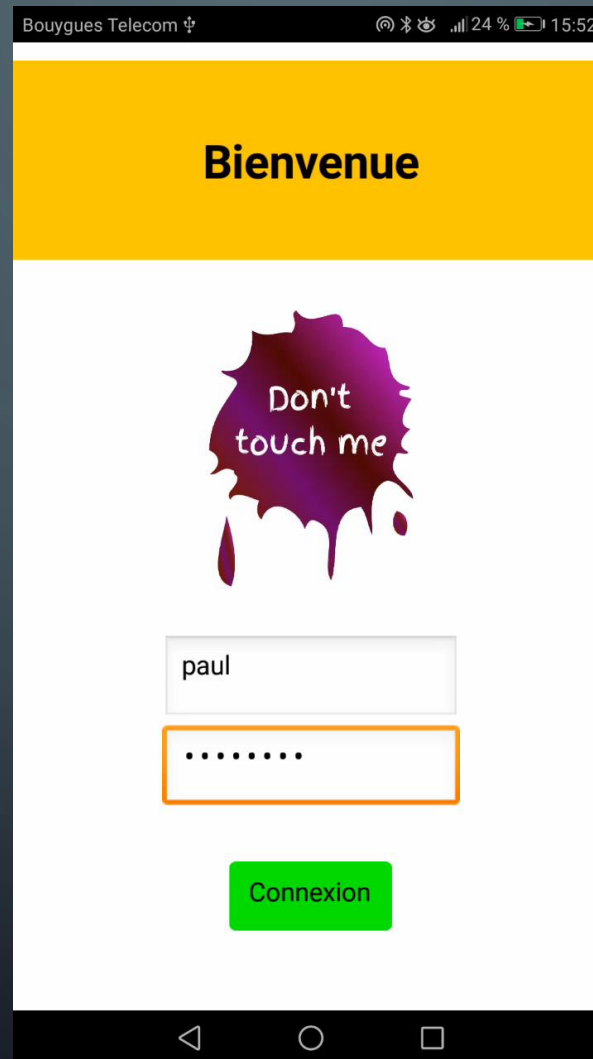 Bouygues Telecom 24 % 15:52
Bienvenue
Don't
touch me
paul
••••••••
Connexion